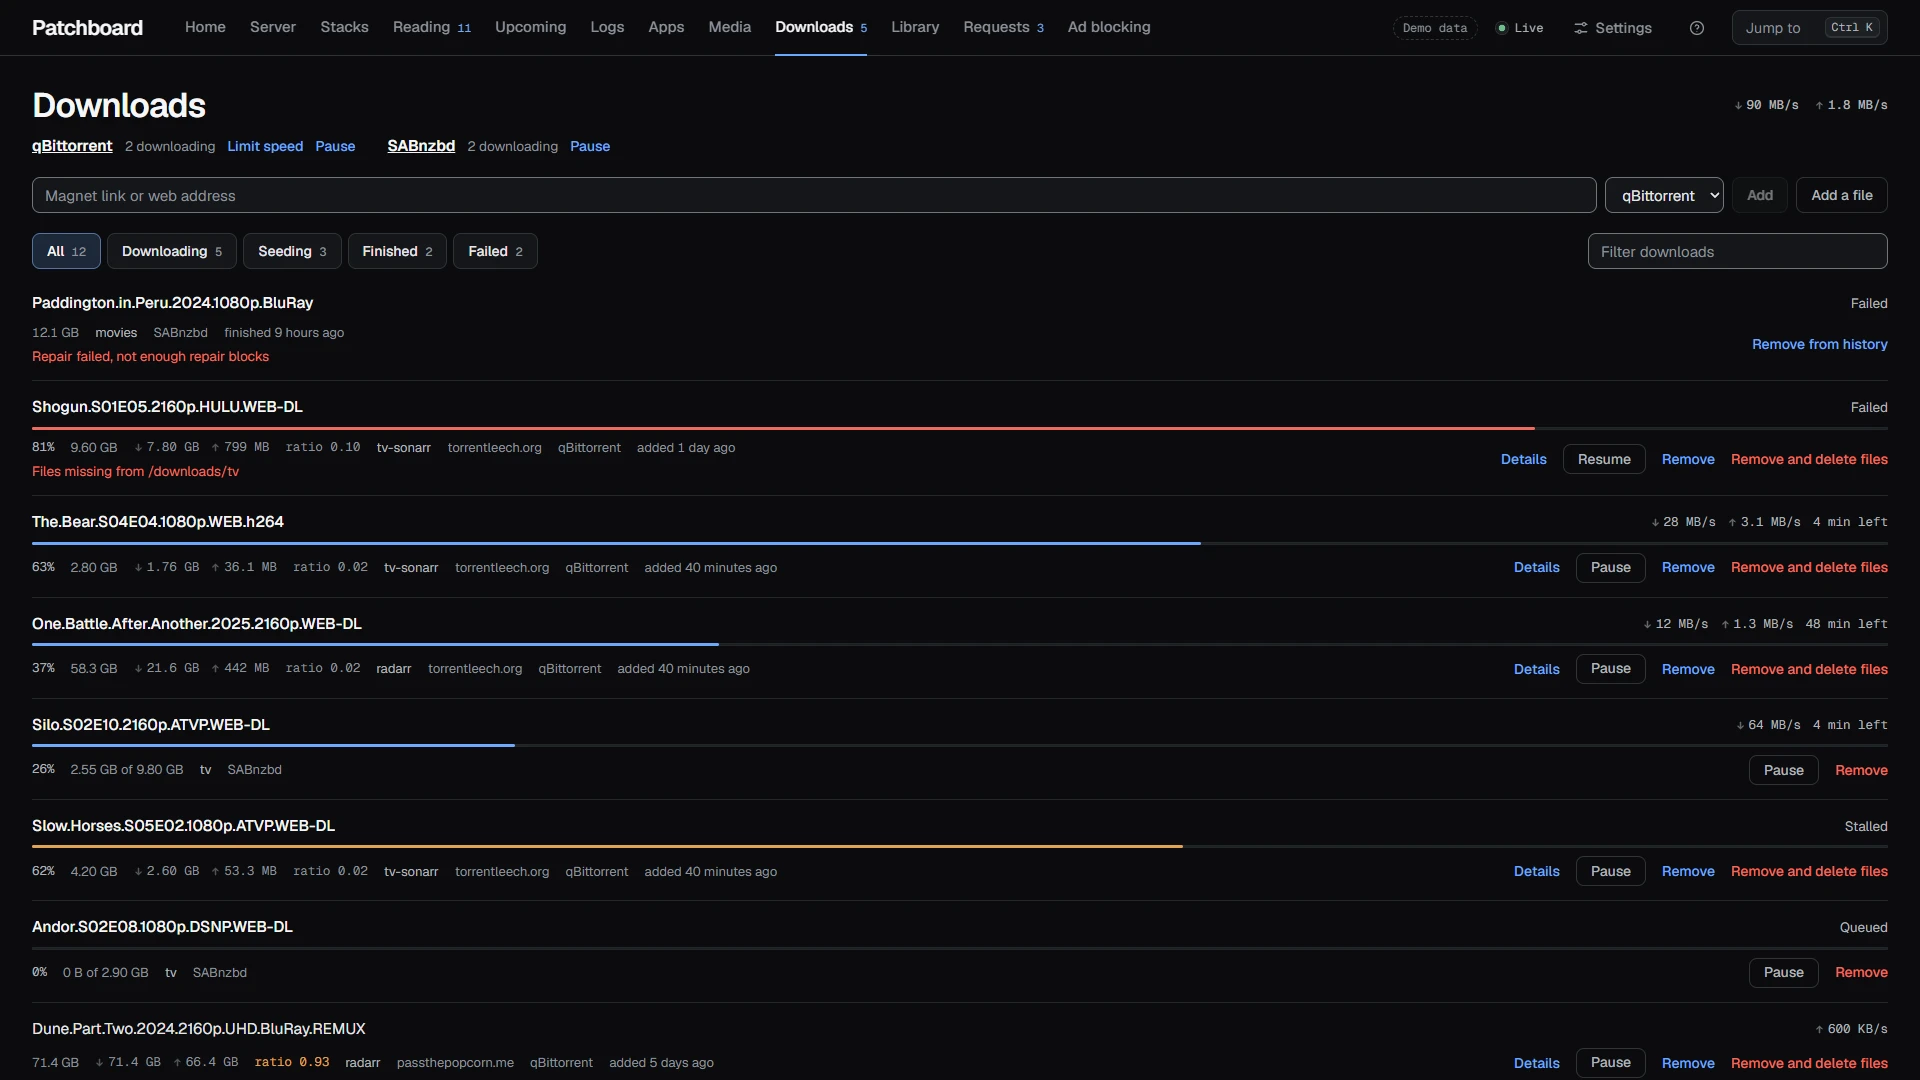 Patchboard Home Server Stacks Reading 11 Upcoming Logs Apps Media Downloads 5 Library Requests 3 Ad blocking Demo data Live Settings Jump to Ctrl K
Downloads ↓ 90 MB/s ↑ 1.8 MB/s
qBittorrent 2 downloading Limit speed Pause SABnzbd 2 downloading Pause
Magnet link or web address qBittorrent Add Add a file
All 12 Downloading 5 Seeding 3 Finished 2 Failed 2 Filter downloads
Paddington.in.Peru.2024.1080p.BluRay Failed
12.1 GB movies SABnzbd finished 9 hours ago
Repair failed, not enough repair blocks Remove from history
Shogun.S01E05.2160p.HULU.WEB-DL Failed
81% 9.60 GB ↓ 7.80 GB ↑ 799 MB ratio 0.10 tv-sonarr torrentleech.org qBittorrent added 1 day ago
Files missing from /downloads/tv Details Resume Remove Remove and delete files
The.Bear.S04E04.1080p.WEB.h264 ↓ 28 MB/s ↑ 3.1 MB/s 4 min left
63% 2.80 GB ↓ 1.76 GB ↑ 36.1 MB ratio 0.02 tv-sonarr torrentleech.org qBittorrent added 40 minutes ago Details Pause Remove Remove and delete files
One.Battle.After.Another.2025.2160p.WEB-DL ↓ 12 MB/s ↑ 1.3 MB/s 48 min left
37% 58.3 GB ↓ 21.6 GB ↑ 442 MB ratio 0.02 radarr torrentleech.org qBittorrent added 40 minutes ago Details Pause Remove Remove and delete files
Silo.S02E10.2160p.ATVP.WEB-DL ↓ 64 MB/s 4 min left
26% 2.55 GB of 9.80 GB tv SABnzbd Pause Remove
Slow.Horses.S05E02.1080p.ATVP.WEB-DL Stalled
62% 4.20 GB ↓ 2.60 GB ↑ 53.3 MB ratio 0.02 tv-sonarr torrentleech.org qBittorrent added 40 minutes ago Details Pause Remove Remove and delete files
Andor.S02E08.1080p.DSNP.WEB-DL Queued
0% 0 B of 2.90 GB tv SABnzbd Pause Remove
Dune.Part.Two.2024.2160p.UHD.BluRay.REMUX ↑ 600 KB/s
71.4 GB ↓ 71.4 GB ↑ 66.4 GB ratio 0.93 radarr passthepopcorn.me qBittorrent added 5 days ago Details Pause Remove Remove and delete files